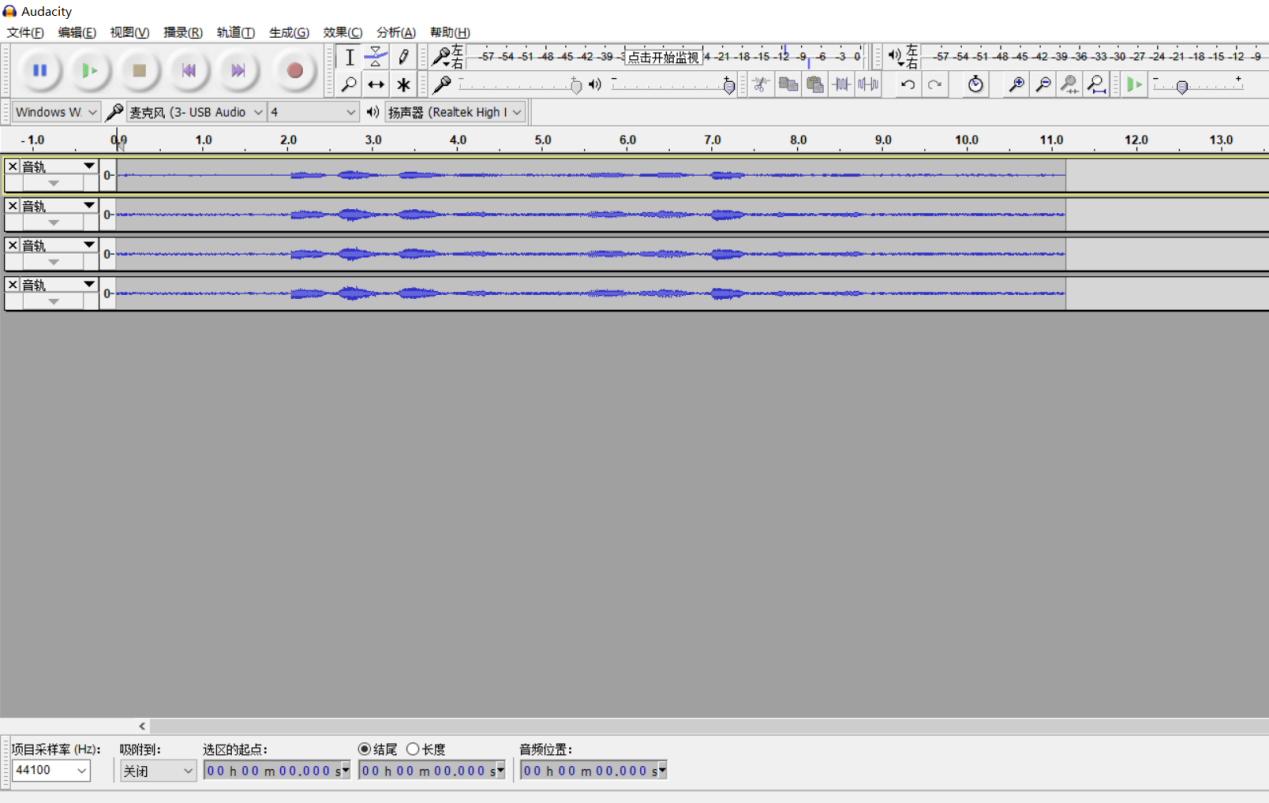 Audacity
文件(F) 编辑(E) 视图(V) 播录(R) 轨道(T) 生成(G) 效果(C) 分析(A) 帮助(H)
左 右 -57 -54 -51 -48 -45 -42 -39 点击开始监视 -21 -18 -15 -12 -9 -6 -3 0 左 右 -57 -54 -51 -48 -45 -42 -39 -36 -33 -30 -27 -24 -21 -18 -15 -12 -9
Windows W. 麦克风 (3- USB Audio 4 扬声器 (Realtek High
-1.0 0.0 1.0 2.0 3.0 4.0 5.0 6.0 7.0 8.0 9.0 10.0 11.0 12.0 13.0
音轨 0-
音轨 0-
音轨 0-
音轨 0-
项目采样率 (Hz): 吸附到: 选区的起点: 结尾 长度 音频位置:
44100 关闭 00 h 00 m 00.000 s 00 h 00 m 00.000 s 00 h 00 m 00.000 s